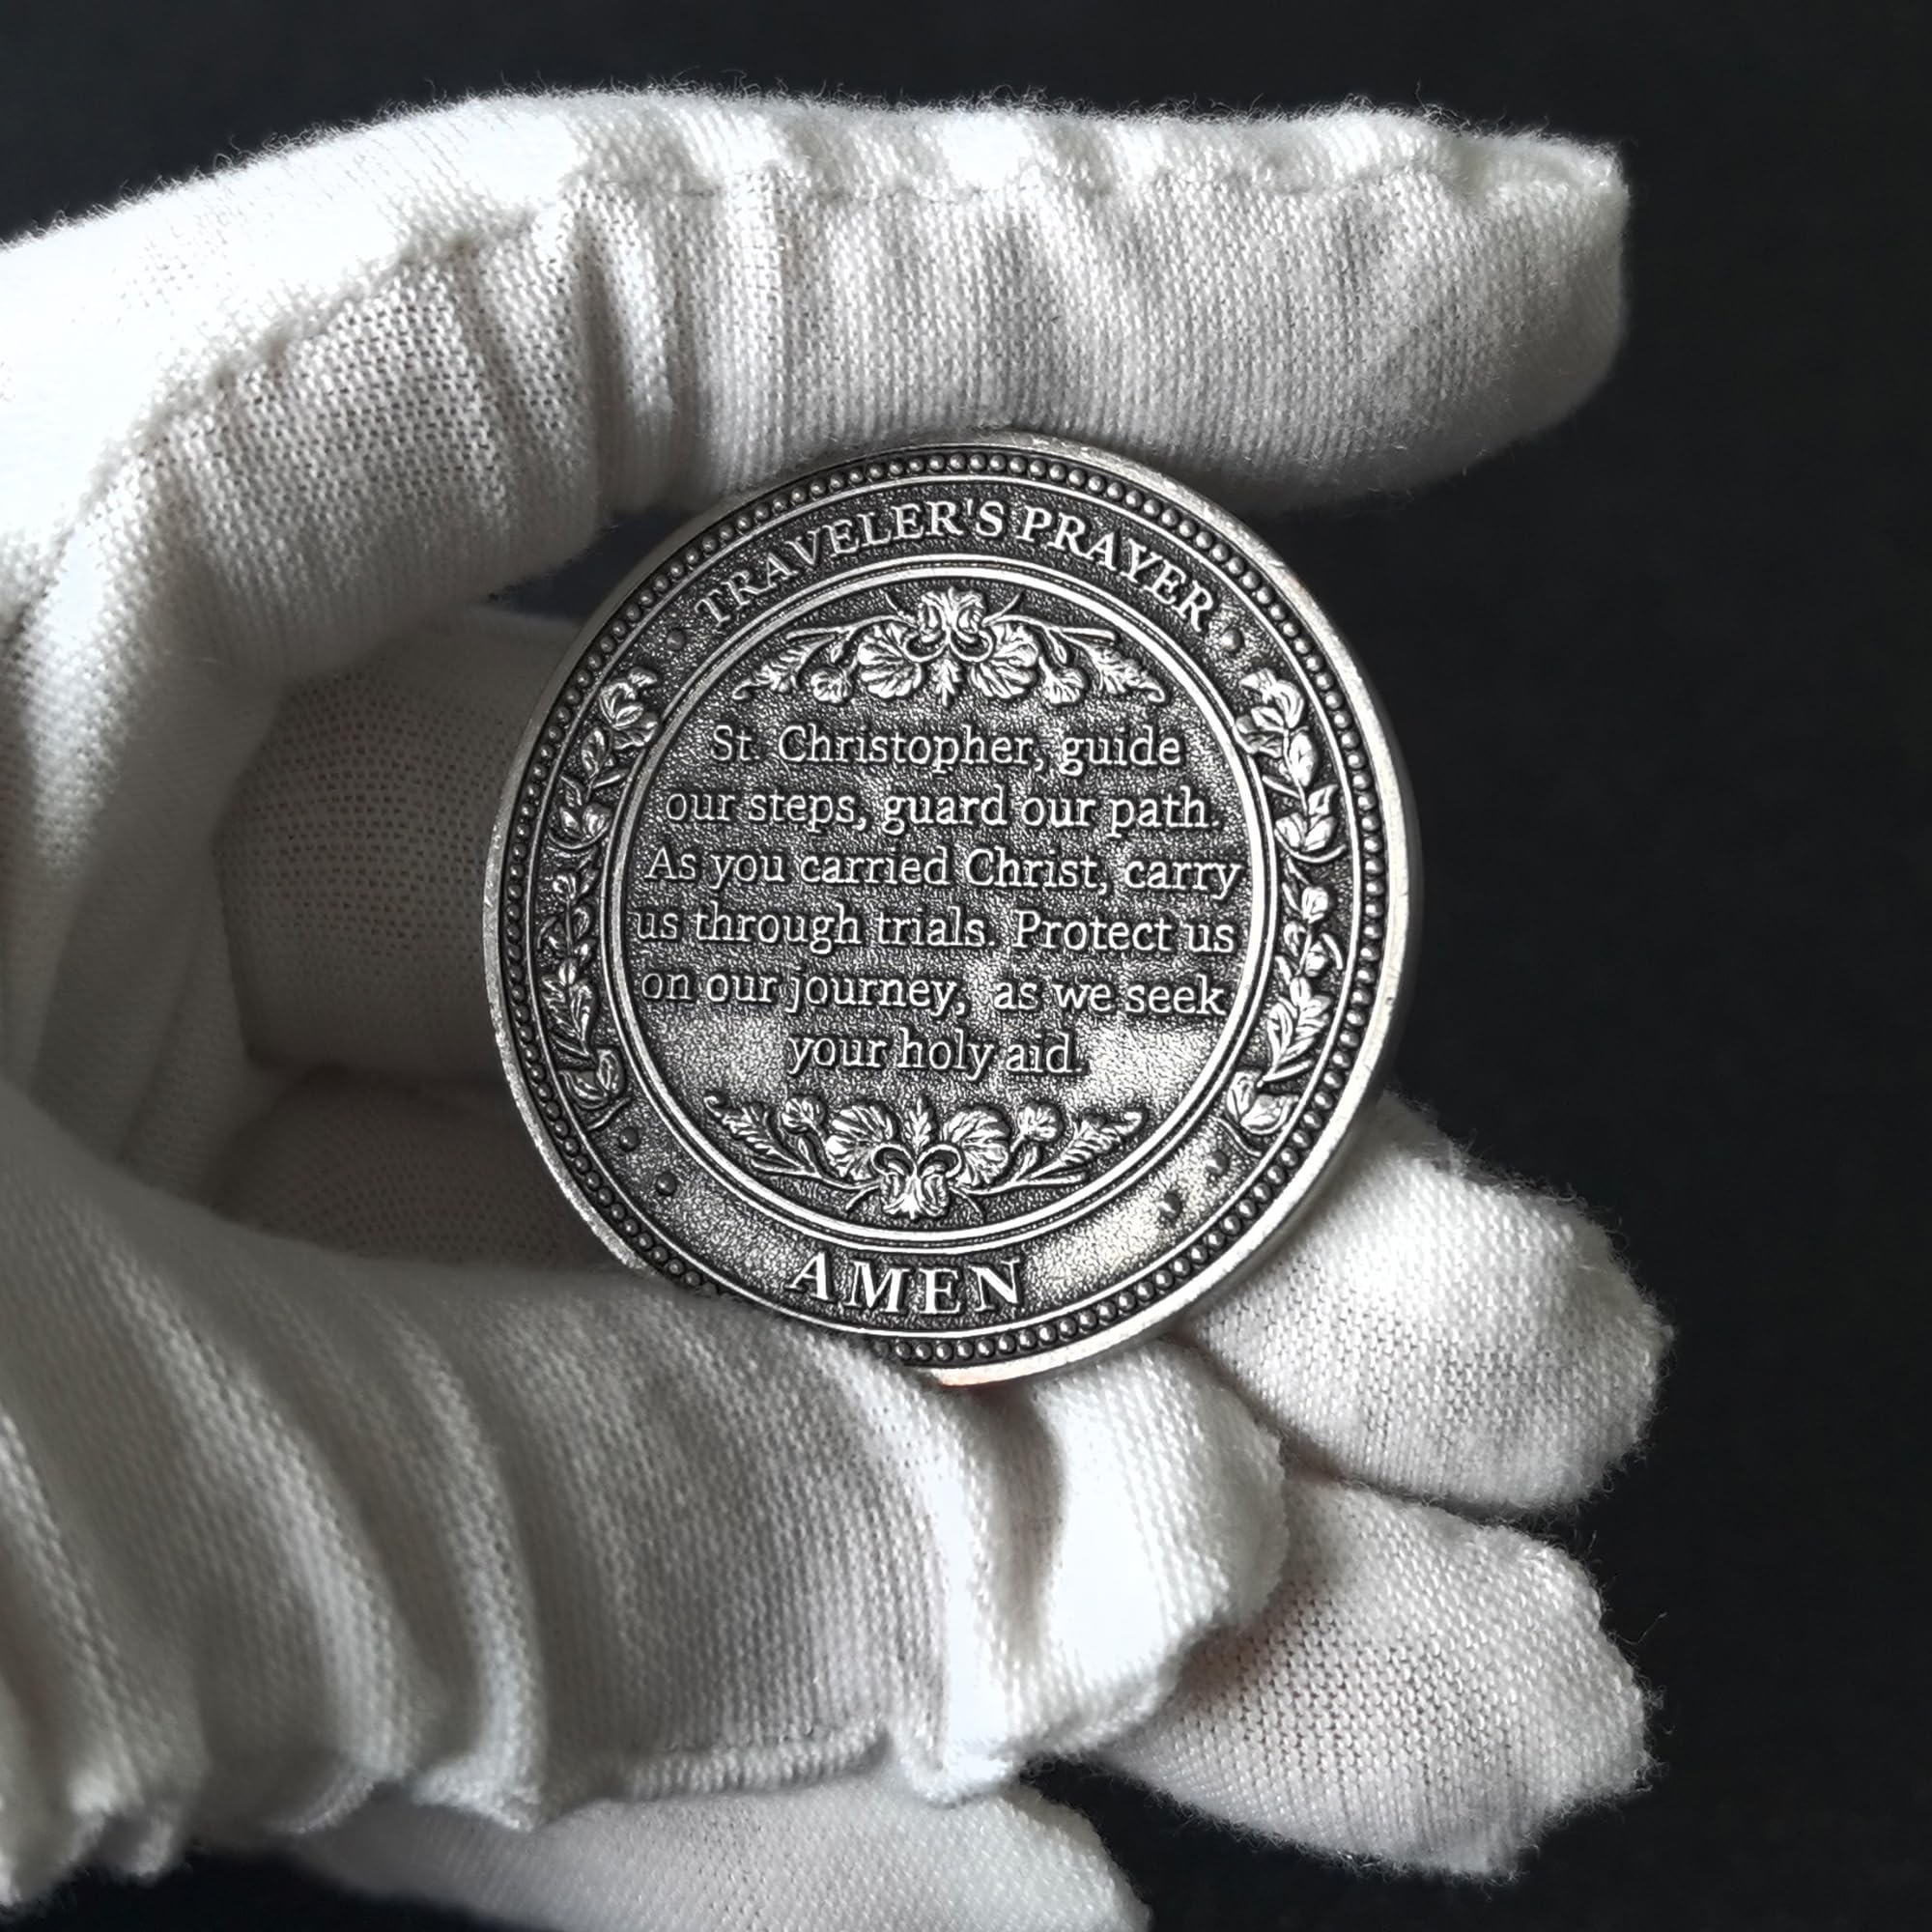 TRAVELER'S PRAYER
St. Christopher, guide
our steps, guard our path.
As you carried Christ, carry
us through trials. Protect us
on our journey, as we seek
your holy aid.
AMEN